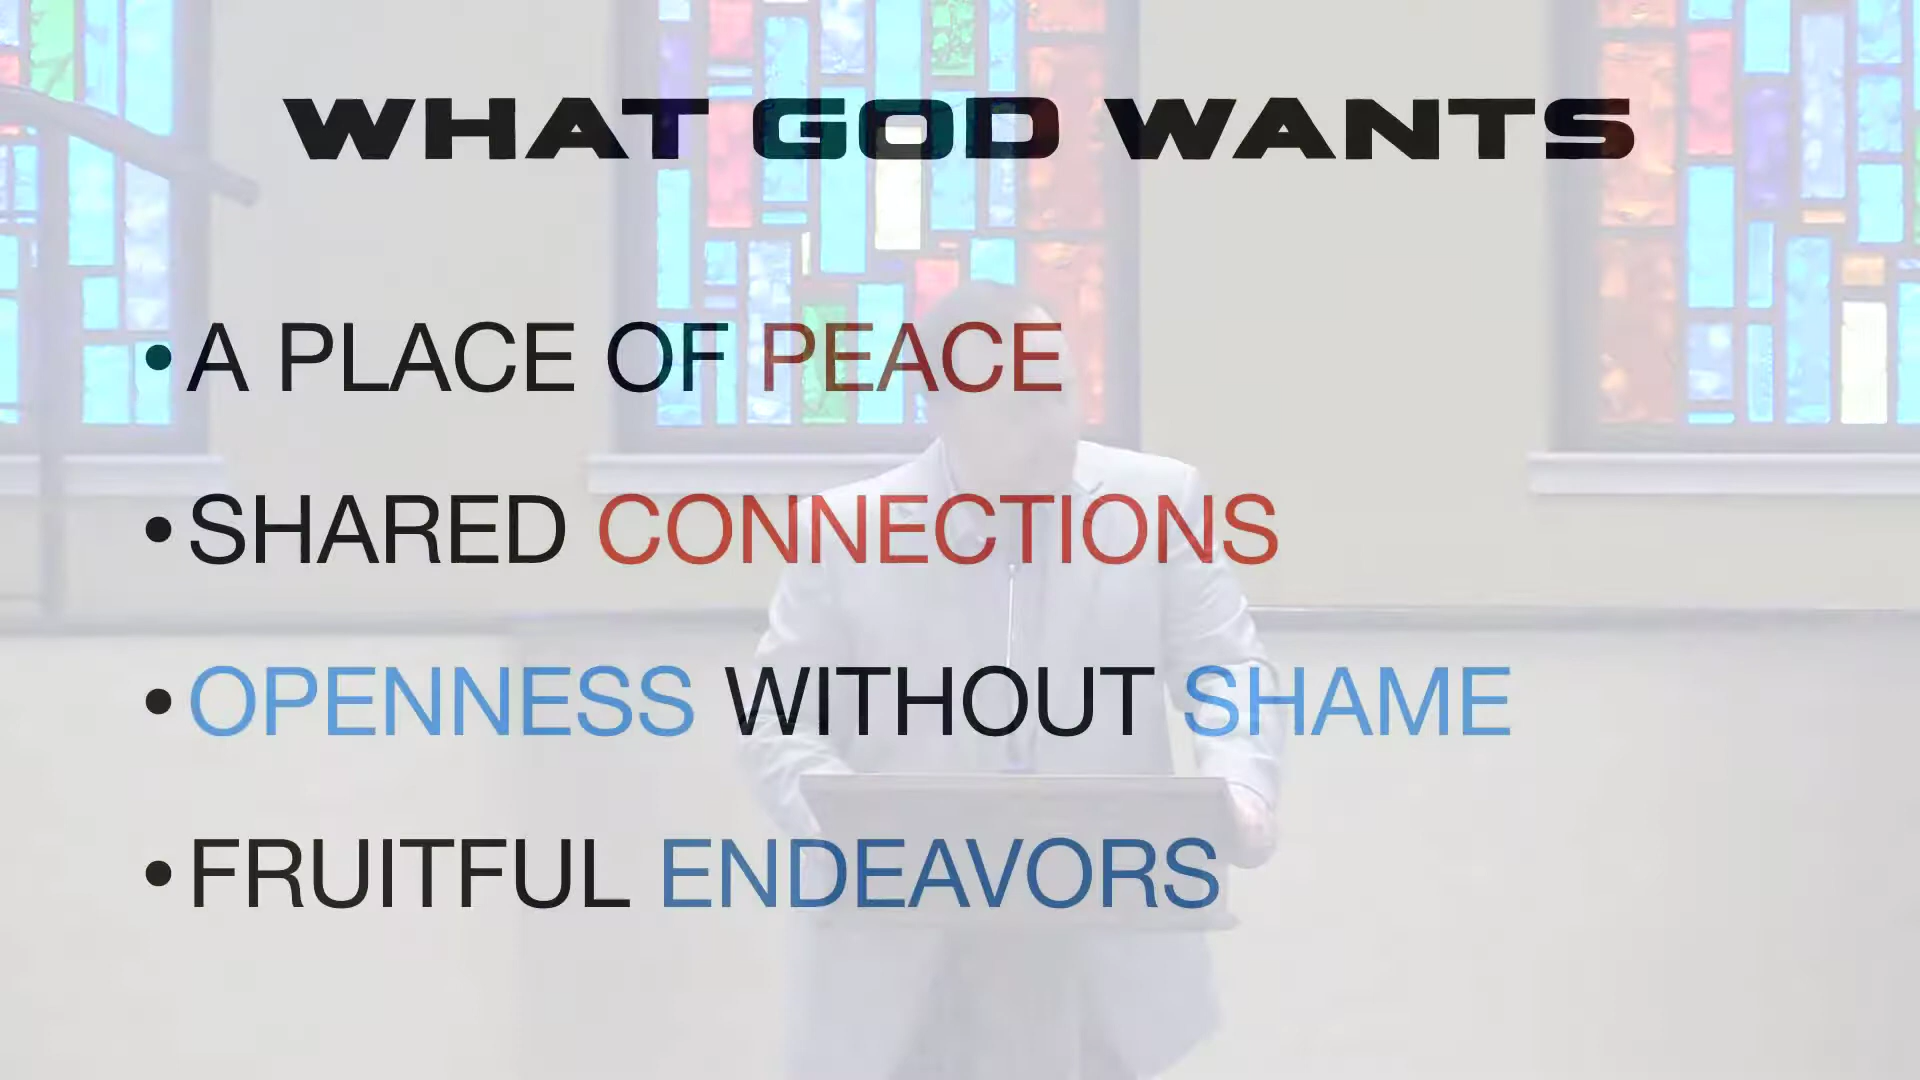 WHAT GOD WANTS
• A PLACE OF PEACE
• SHARED CONNECTIONS
• OPENNESS WITHOUT SHAME
• FRUITFUL ENDEAVORS